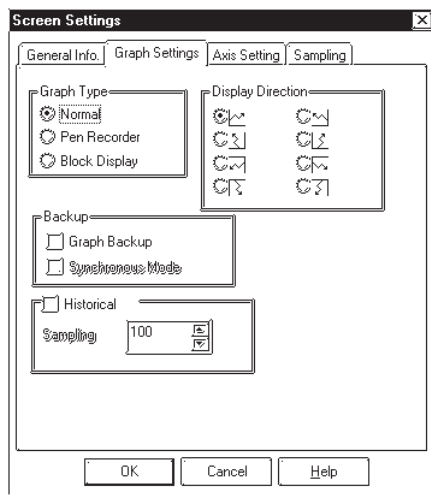 Screen Settings
General Info. Graph Settings Axis Setting Sampling
Graph Type
Normal
Pen Recorder
Block Display
Display Direction
Backup
Graph Backup
Synchronous Mode
Historical
Sampling 100
OK Cancel Help